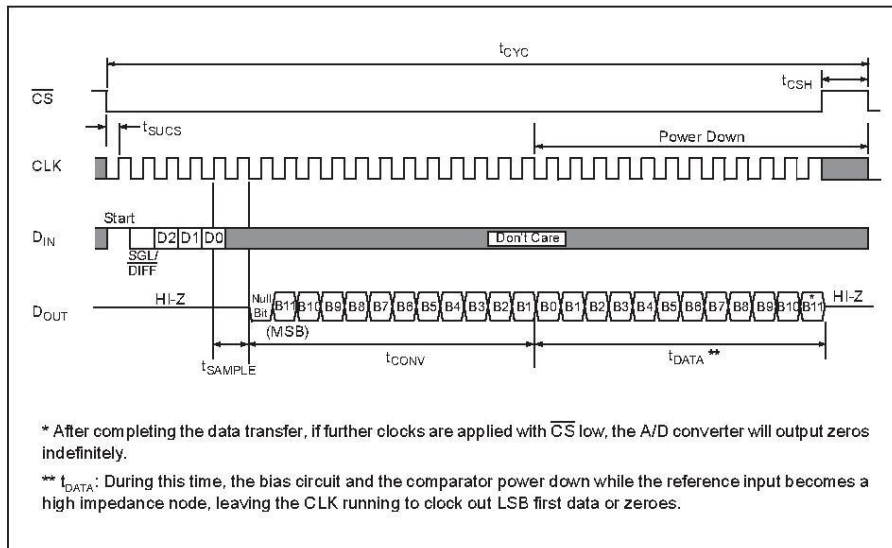 tCYC
tCSH
CS
tSUCS
Power Down
CLK
Start
DIN
D2 D1 D0
Don't Care
SGL/
DIFF
HI-Z
Null
Bit
B11 B10 B9 B8 B7 B6 B5 B4 B3 B2 B1 B0 B1 B2 B3 B4 B5 B6 B7 B8 B9 B10 B11
*
HI-Z
DOUT
(MSB)
tSAMPLE
tCONV
tDATA **
* After completing the data transfer, if further clocks are applied with CS low, the A/D converter will output zeros
indefinitely.
** tDATA: During this time, the bias circuit and the comparator power down while the reference input becomes a
high impedance node, leaving the CLK running to clock out LSB first data or zeroes.